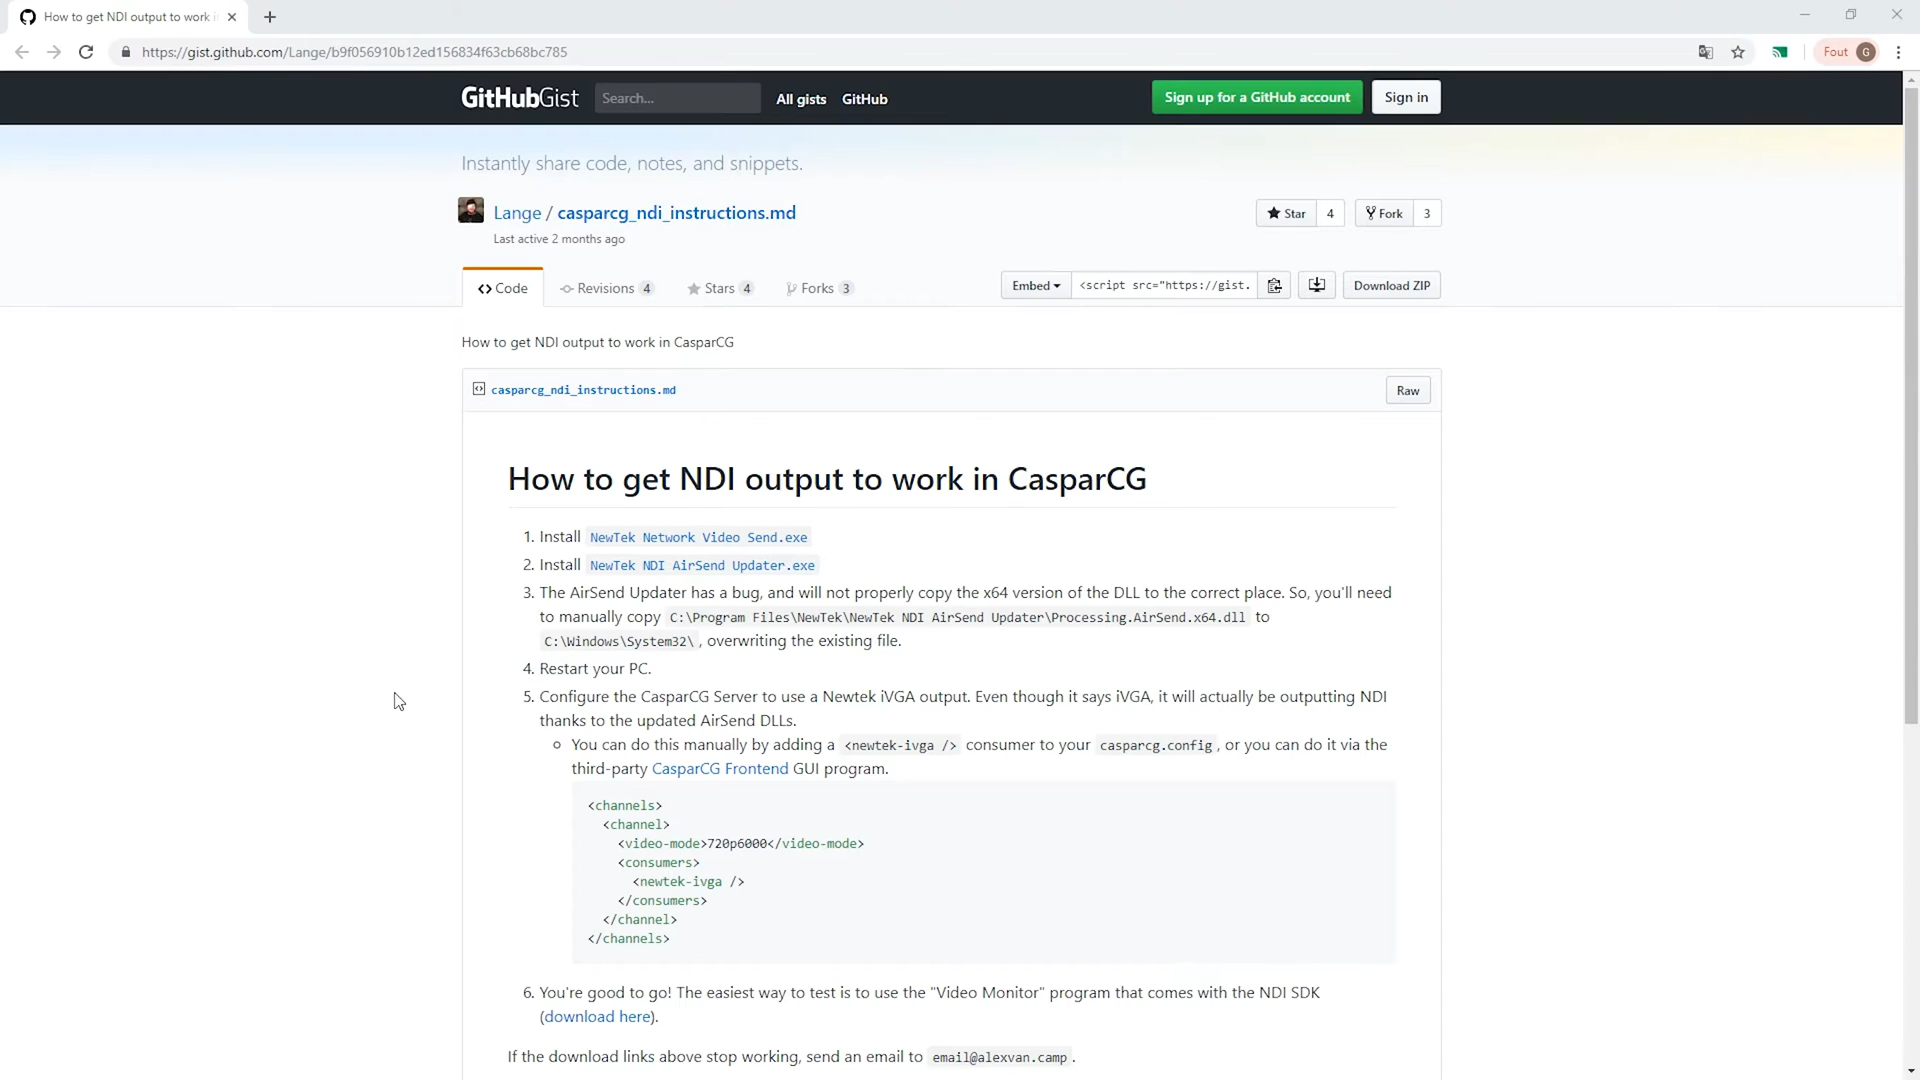 How to get NDI output to work i
https://gist.github.com/Lange/b9f056910b12ed156834f63cb68bc785
Fout G
GitHubGist Search... All gists GitHub Sign up for a GitHub account Sign in
Instantly share code, notes, and snippets.
Lange / casparcg_ndi_instructions.md
Star 4 Fork 3
Last active 2 months ago
Code Revisions 4 Stars 4 Forks 3 Embed <script src="https://gist. Download ZIP
How to get NDI output to work in CasparCG
casparcg_ndi_instructions.md Raw
How to get NDI output to work in CasparCG
1. Install NewTek Network Video Send.exe
2. Install NewTek NDI AirSend Updater.exe
3. The AirSend Updater has a bug, and will not properly copy the x64 version of the DLL to the correct place. So, you'll need
to manually copy C:\Program Files\NewTek\NewTek NDI AirSend Updater\Processing.AirSend.x64.dll to
C:\Windows\System32\, overwriting the existing file.
4. Restart your PC.
5. Configure the CasparCG Server to use a Newtek iVGA output. Even though it says iVGA, it will actually be outputting NDI
thanks to the updated AirSend DLLs.
You can do this manually by adding a <newtek-ivga /> consumer to your casparcg.config, or you can do it via the
third-party CasparCG Frontend GUI program.
<channels>
<channel>
<video-mode>720p6000</video-mode>
<consumers>
<newtek-ivga />
</consumers>
</channel>
</channels>
6. You're good to go! The easiest way to test is to use the "Video Monitor" program that comes with the NDI SDK
(download here).
If the download links above stop working, send an email to email@alexvan.camp.